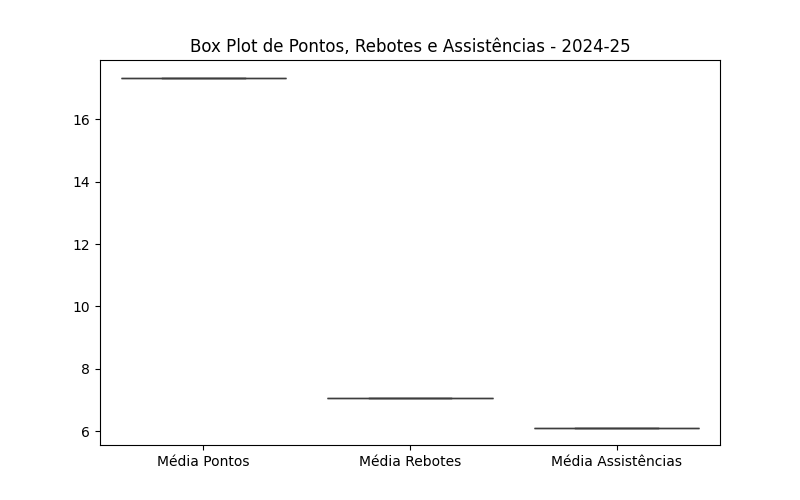 Box Plot de Pontos, Rebotes e Assistências - 2024-25
16
14
12
10
8
6
Média Pontos
Média Rebotes
Média Assistências